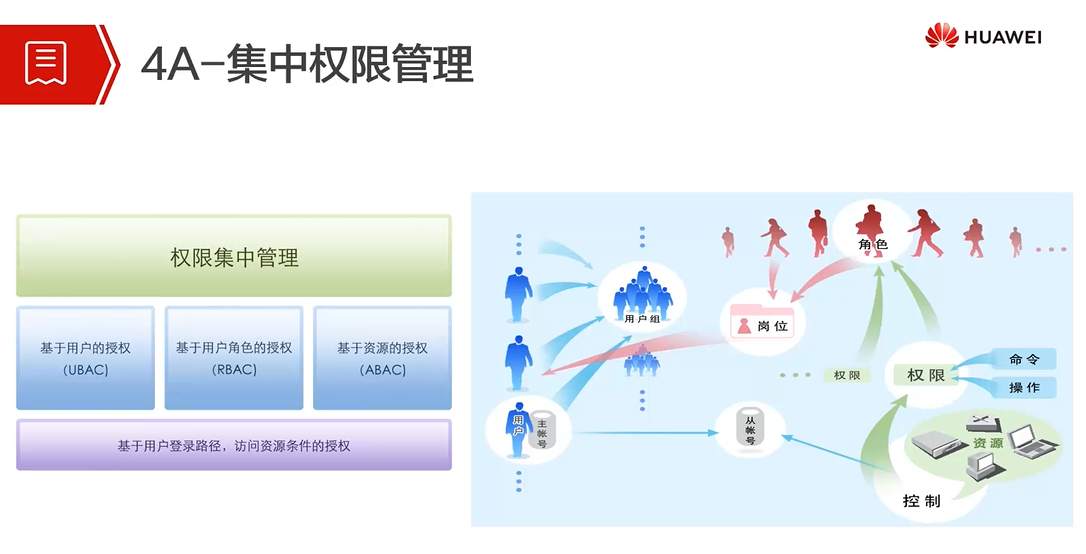 4A-集中权限管理
HUAWEI
权限集中管理
基于用户的授权
（UBAC)
基于用户角色的授权
（RBAC)
基于资源的授权
（ABAC)
基于用户登录路径，访问资源条件的授权
角色
用户组
岗位
权限
权限
命令
操作
用户
主帐号
从帐号
资源
控制